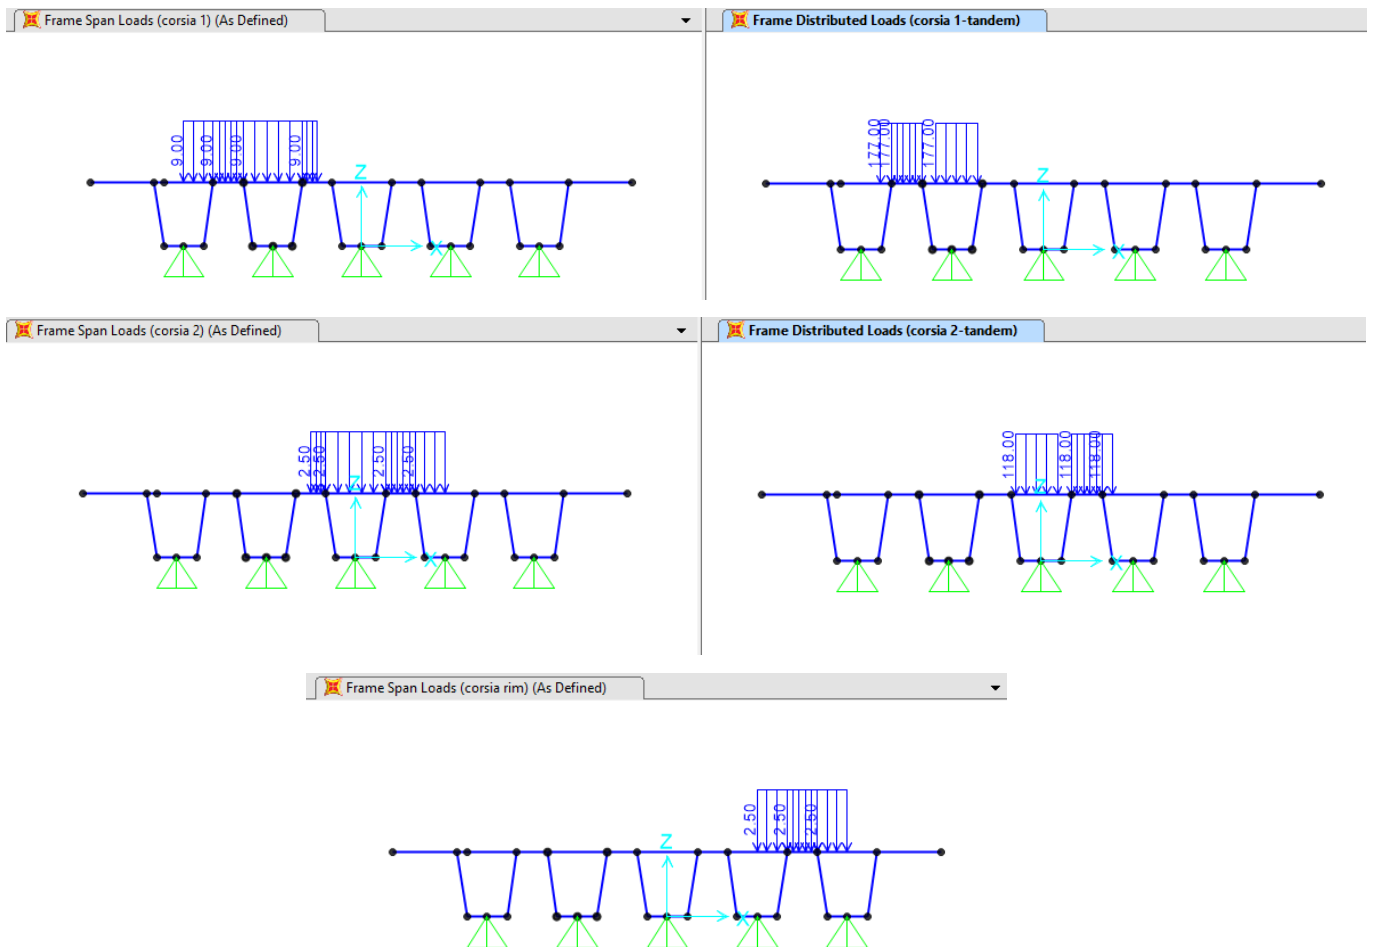 Frame Span Loads (corsia 1) (As Defined)
Frame Distributed Loads (corsia 1-tandem)
9.00 9.00 9.00 9.00
Z
X
177.00 177.00 177.00
Z
X
Frame Span Loads (corsia 2) (As Defined)
Frame Distributed Loads (corsia 2-tandem)
2.50 2.50 2.50 2.50
Z
X
118.00 118.00 118.00
Z
X
Frame Span Loads (corsia rim) (As Defined)
2.50 2.50 2.50
Z
X